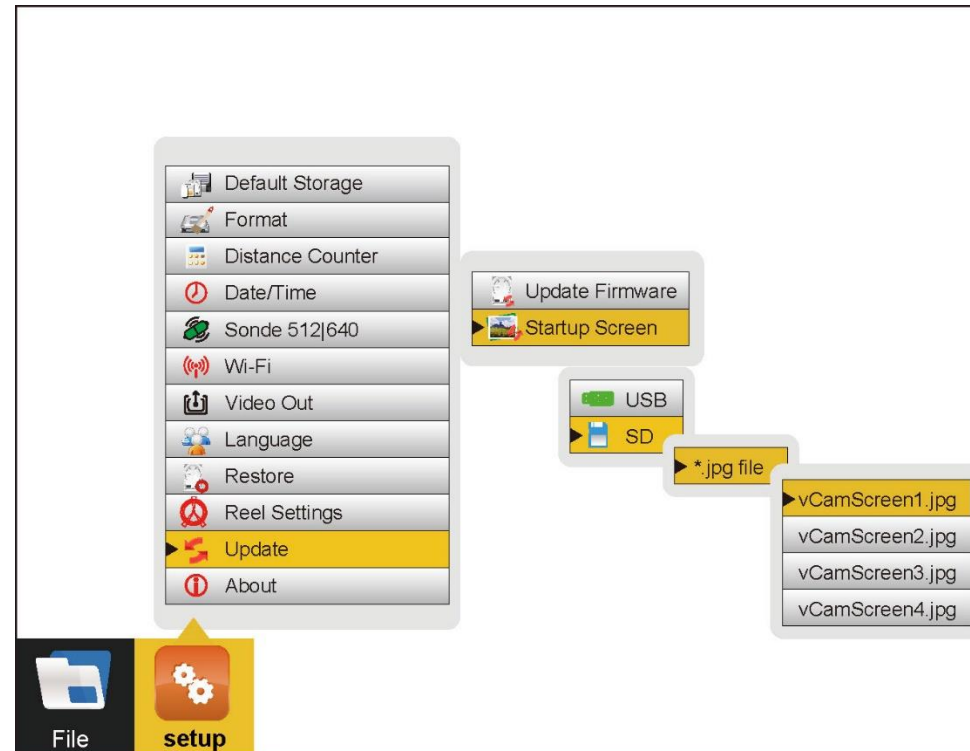 Default Storage
Format
Distance Counter
Date/Time
Sonde 512|640
Wi-Fi
Video Out
Language
Restore
Reel Settings
Update
About
Update Firmware
Startup Screen
USB
SD
*.jpg file
vCamScreen1.jpg
vCamScreen2.jpg
vCamScreen3.jpg
vCamScreen4.jpg
File
setup